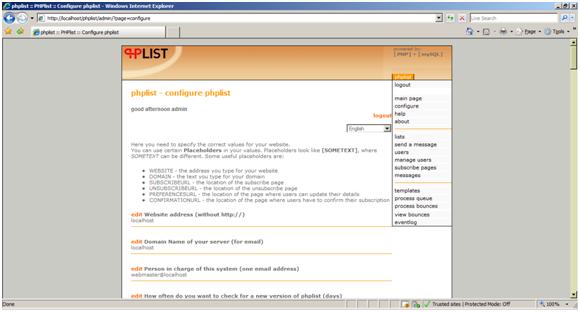 phplist :: PHPlist :: Configure phplist - Windows Internet Explorer
http://localhost/phplist/admin/?page=configure
Live Search
phplist :: PHPlist :: Configure phplist
Page
Tools
PHPLIST
powered by:
[PHP] + [mySQL]
phplist
logout
main page
configure
help
about
lists
send a message
users
manage users
subscribe pages
messages
templates
process queue
process bounces
view bounces
eventlog
phplist - configure phplist
good afternoon admin
logout
English
Here you need to specify the correct values for your website.
You can use certain Placeholders in your values. Placeholders look like [SOMETEXT], where
SOMETEXT can be different. Some useful placeholders are:
WEBSITE - the address you type for your website
DOMAIN - the text you type for your domain
SUBSCRIBEURL - the location of the subscribe page
UNSUBSCRIBEURL - the location of the unsubscribe page
PREFERENCESURL - the location of the page where users can update their details
CONFIRMATIONURL - the location of the page where users have to confirm their subscription
edit Website address (without http://)
localhost
edit Domain Name of your server (for email)
localhost
edit Person in charge of this system (one email address)
webmaster@localhost
edit How often do you want to check for a new version of phplist (days)
Done
Trusted sites | Protected Mode: Off
100%